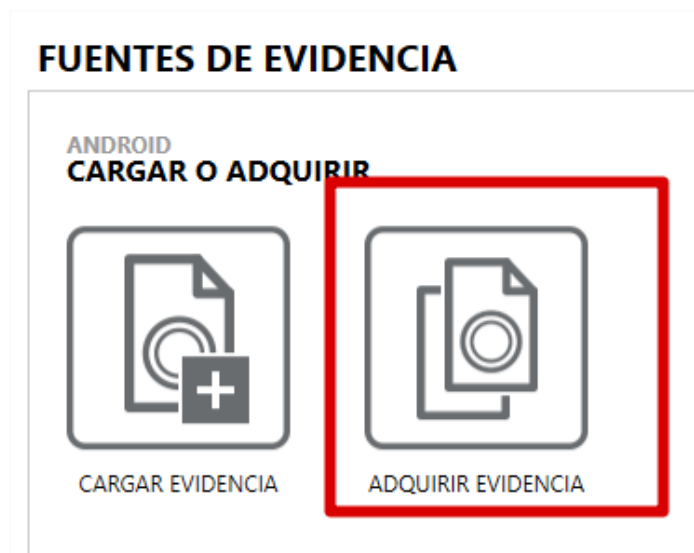 FUENTES DE EVIDENCIA
ANDROID
CARGAR O ADQUIRIR
CARGAR EVIDENCIA
ADQUIRIR EVIDENCIA